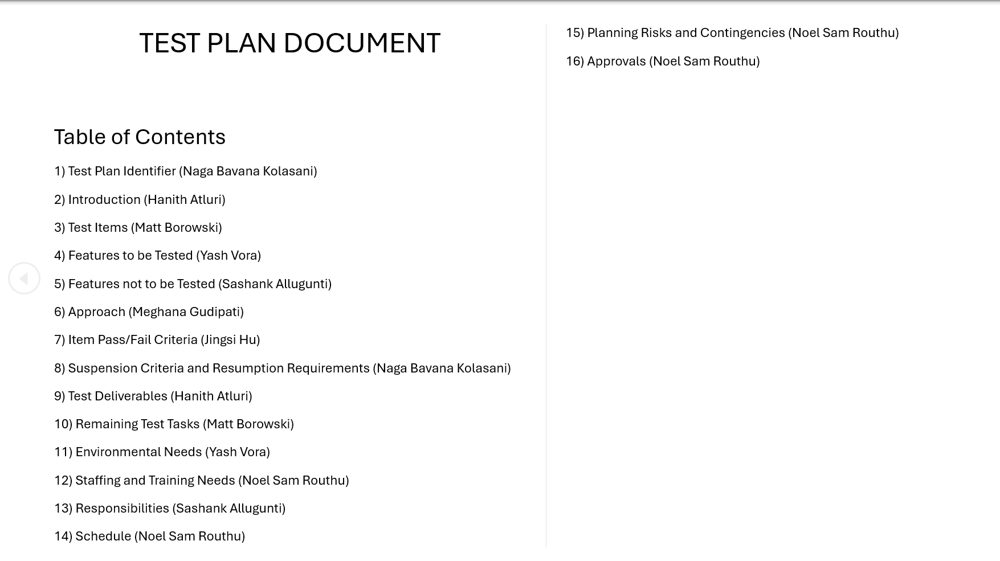 TEST PLAN DOCUMENT
Table of Contents
1) Test Plan Identifier (Naga Bavana Kolasani)
2) Introduction (Hanith Atluri)
3) Test Items (Matt Borowski)
4) Features to be Tested (Yash Vora)
5) Features not to be Tested (Sashank Allugunti)
6) Approach (Meghana Gudipati)
7) Item Pass/Fail Criteria (Jingsi Hu)
8) Suspension Criteria and Resumption Requirements (Naga Bavana Kolasani)
9) Test Deliverables (Hanith Atluri)
10) Remaining Test Tasks (Matt Borowski)
11) Environmental Needs (Yash Vora)
12) Staffing and Training Needs (Noel Sam Routhu)
13) Responsibilities (Sashank Allugunti)
14) Schedule (Noel Sam Routhu)
15) Planning Risks and Contingencies (Noel Sam Routhu)
16) Approvals (Noel Sam Routhu)